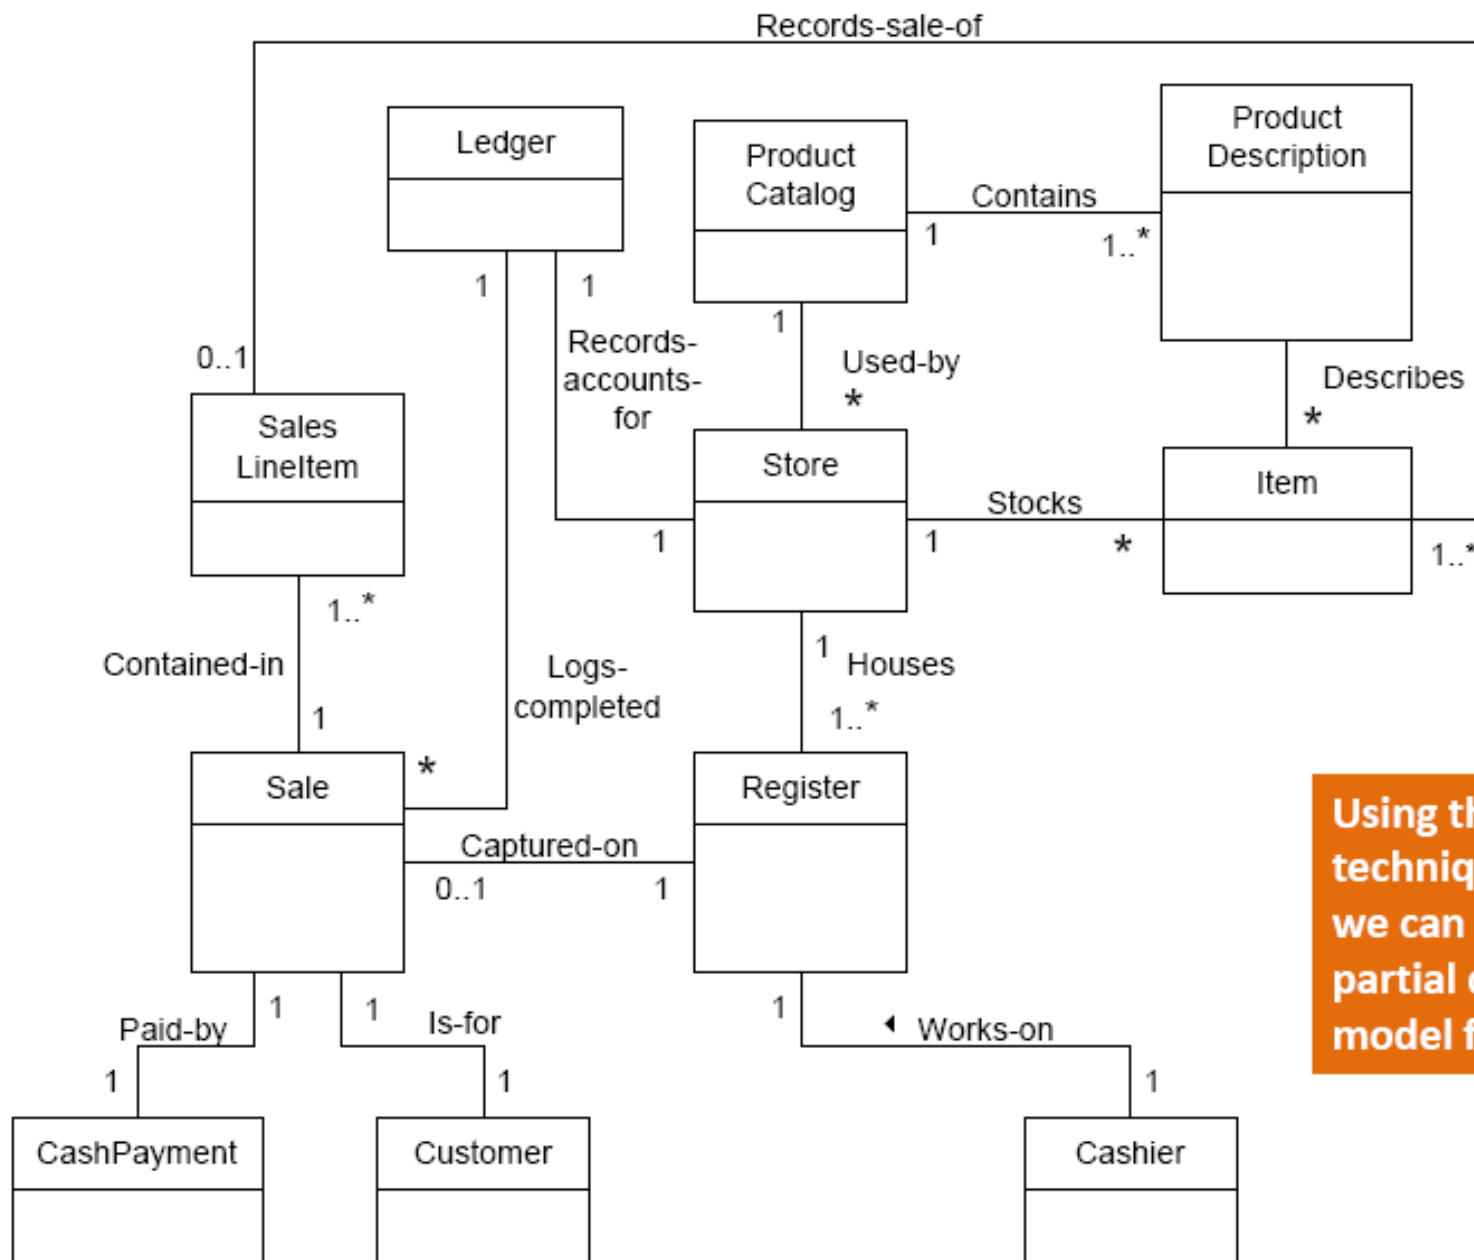 Records-sale-of
Ledger
Product
Catalog
Product
Description
Contains
1
1..*
1
1
1
Records-
accounts-
for
Used-by
*
Describes
*
0..1
Sales
LineItem
Store
Item
Stocks
1
1
*
1..*
1..*
Contained-in
1
Logs-
completed
*
1
Houses
1..*
Sale
Register
Captured-on
0..1
1
1
Paid-by
1
1
Is-for
1
1
Works-on
1
CashPayment
Customer
Cashier
Using
we can
partial
model